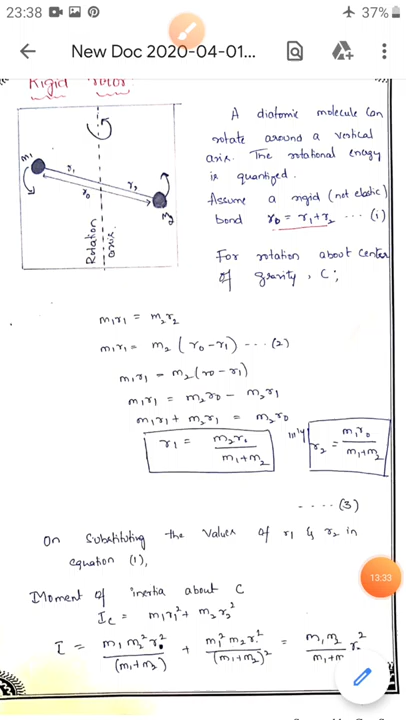 23:38
37%
New Doc 2020-04-01...
Rigid rotor
A diatomic molecule can
rotate around a vertical
axis. The rotational energy
is quantized.
Assume a rigid (not elastic)
bond r₀ = r₁ + r₂ ... (1)
m₁
r₁
r₂
r₀
m₂
Rotation
axis.
For rotation about center
of gravity, C;
m₁r₁ = m₂r₂
m₁r₁ = m₂ (r₀ - r₁) --- (2)
m₁r₁ = m₂(r₀ - r₁)
m₁r₁ = m₂r₀ - m₂r₁
m₁r₁ + m₂r₁ = m₂r₀
r₁ = m₂r₀ / m₁+m₂ |||ly r₂ = m₁r₀ / m₁+m₂
---- (3)
On substituting the values of r₁ & r₂ in
equation (1),
13:33
Moment of inertia about C
I_C = m₁r₁² + m₂r₂²
I = m₁m₂²r₀² / (m₁+m₂) + m₁²m₂r₀² / (m₁+m₂)² = m₁m₂ / m₁+m r₀²